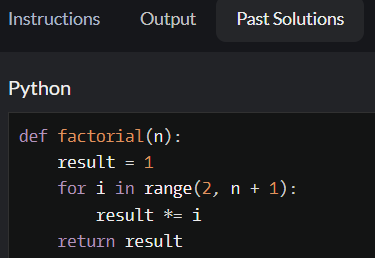 Instructions Output Past Solutions
Python
def factorial(n):
    result = 1
    for i in range(2, n + 1):
        result *= i
    return result